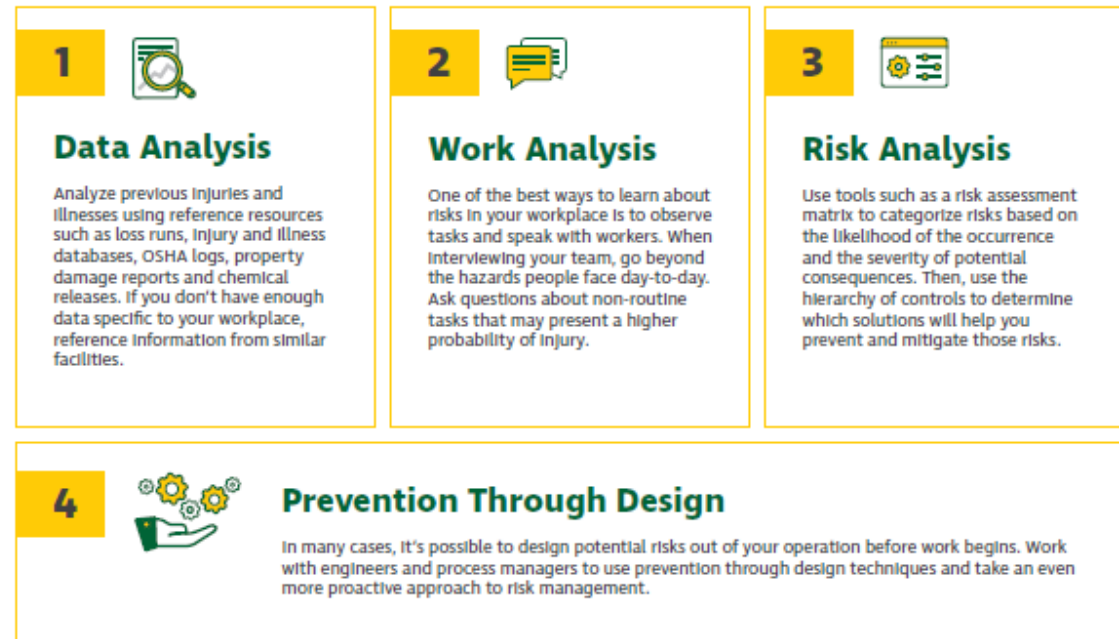 1
Data Analysis
Analyze previous injuries and
illnesses using reference resources
such as loss runs, injury and illness
databases, OSHA logs, property
damage reports and chemical
releases. If you don't have enough
data specific to your workplace,
reference information from similar
facilities.
2
Work Analysis
One of the best ways to learn about
risks in your workplace is to observe
tasks and speak with workers. When
interviewing your team, go beyond
the hazards people face day-to-day.
Ask questions about non-routine
tasks that may present a higher
probability of injury.
3
Risk Analysis
Use tools such as a risk assessment
matrix to categorize risks based on
the likelihood of the occurrence
and the severity of potential
consequences. Then, use the
hierarchy of controls to determine
which solutions will help you
prevent and mitigate those risks.
4
Prevention Through Design
In many cases, it's possible to design potential risks out of your operation before work begins. Work
with engineers and process managers to use prevention through design techniques and take an even
more proactive approach to risk management.